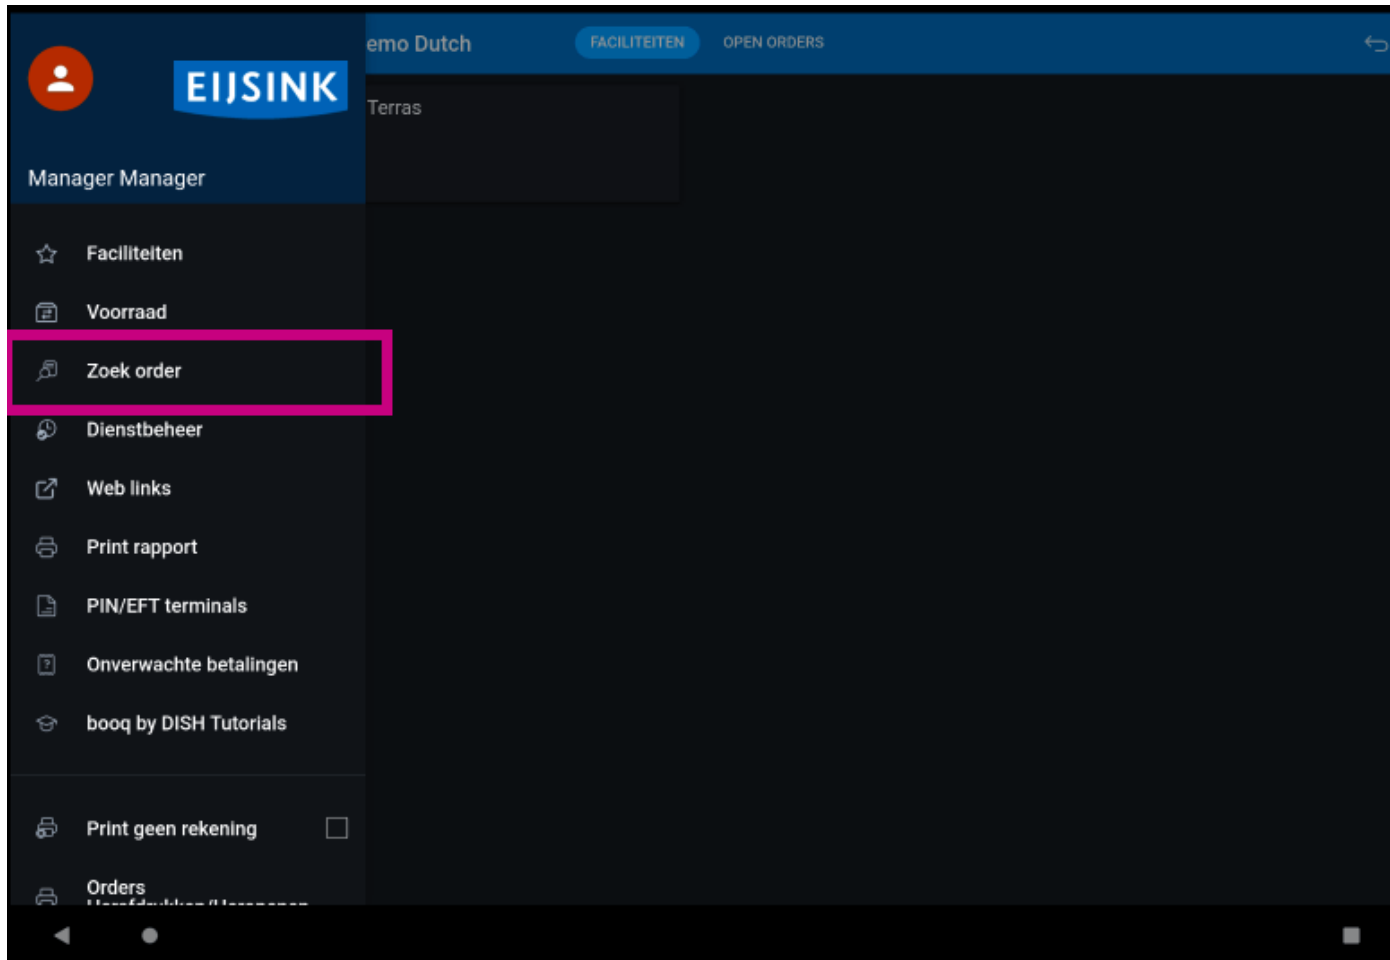 EIJSINK
emo Dutch
FACILITEITEN
OPEN ORDERS
Terras
Manager Manager
Faciliteiten
Voorraad
Zoek order
Dienstbeheer
Web links
Print rapport
PIN/EFT terminals
Onverwachte betalingen
booq by DISH Tutorials
Print geen rekening
Orders